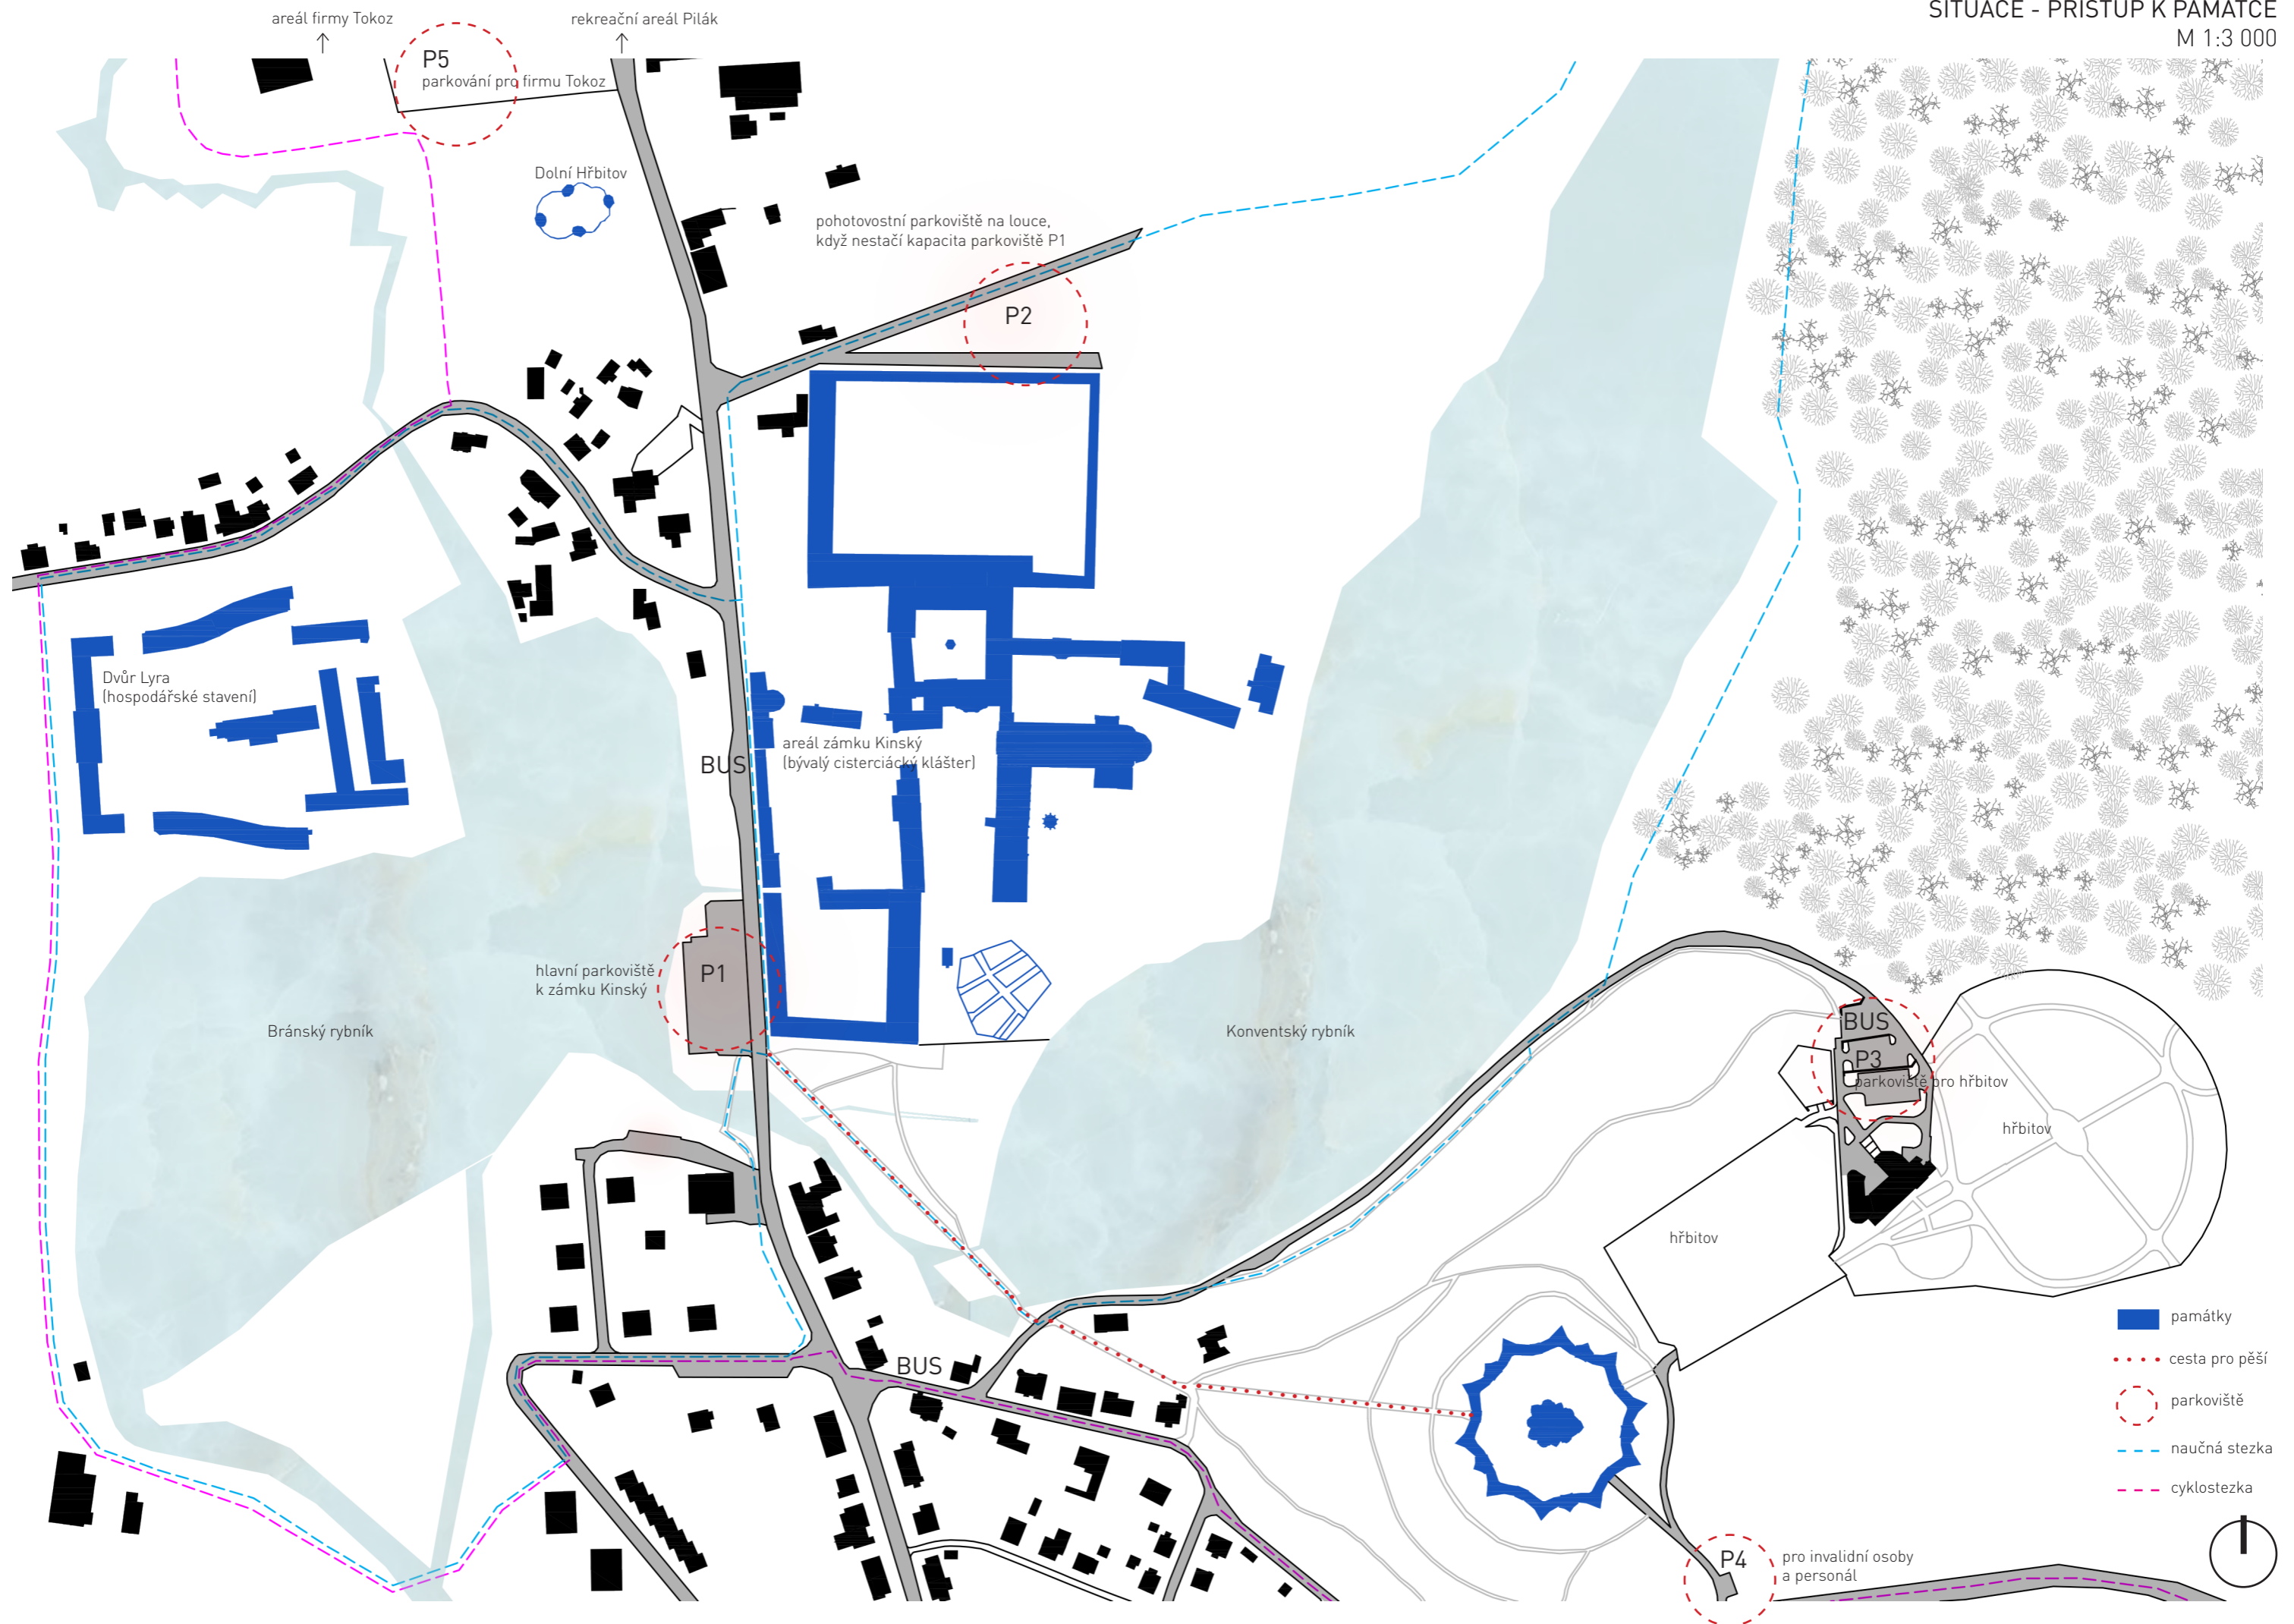 SITUACE - PŘÍSTUP K PAMÁTCE
M 1:3 000
areál firmy Tokoz
rekreační areál Pilák
P5
parkování pro firmu Tokoz
Dolní Hřbitov
pohotovostní parkoviště na louce,
když nestačí kapacita parkoviště P1
P2
Dvůr Lyra
(hospodářské stavení)
areál zámku Kinský
(bývalý cisterciácký klášter)
BUS
hlavní parkoviště
k zámku Kinský
P1
Bránský rybník
Konventský rybník
BUS
P3
parkoviště pro hřbitov
hřbitov
hřbitov
BUS
P4
pro invalidní osoby
a personál
památky
cesta pro pěší
parkoviště
naučná stezka
cyklostezka